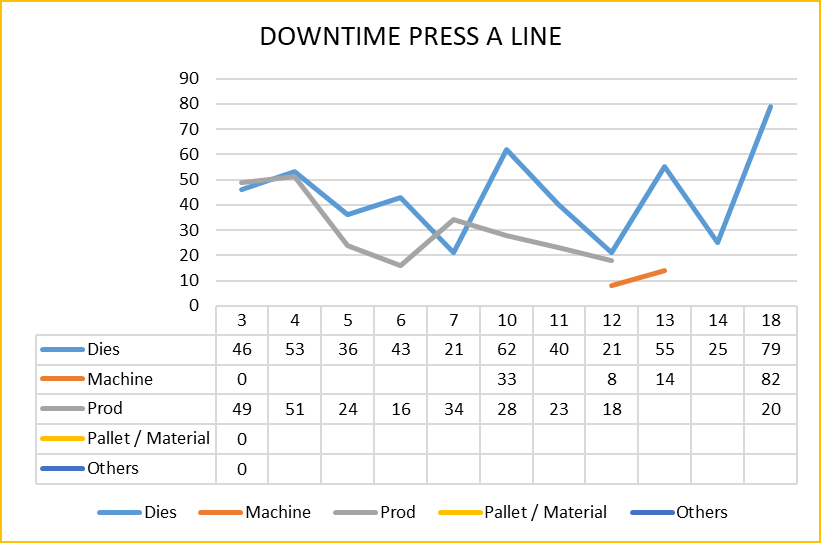 DOWNTIME PRESS A LINE
90
80
70
60
50
40
30
20
10
0
3 4 5 6 7 10 11 12 13 14 18
Dies 46 53 36 43 21 62 40 21 55 25 79
Machine 0 33 8 14 82
Prod 49 51 24 16 34 28 23 18 20
Pallet / Material 0
Others 0
Dies Machine Prod Pallet / Material Others